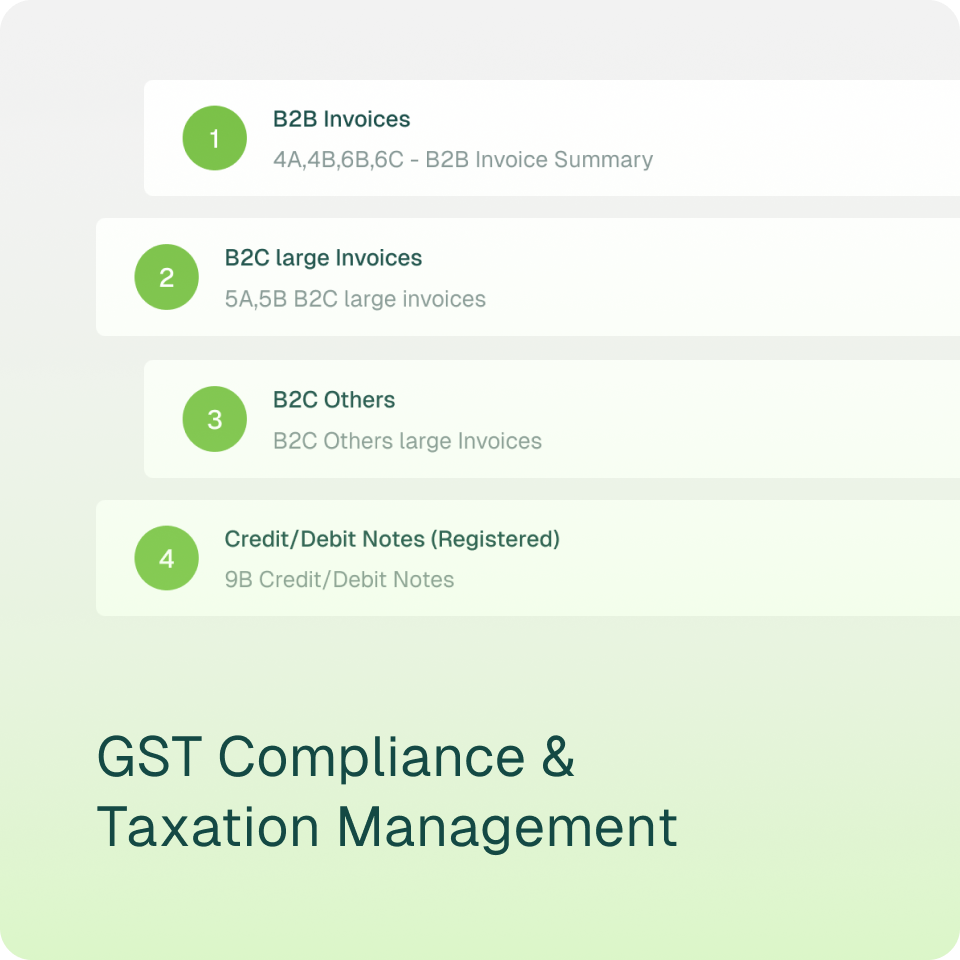 1
B2B Invoices
4A,4B,6B,6C - B2B Invoice Summary
2
B2C large Invoices
5A,5B B2C large invoices
3
B2C Others
B2C Others large Invoices
4
Credit/Debit Notes (Registered)
9B Credit/Debit Notes
GST Compliance &
Taxation Management